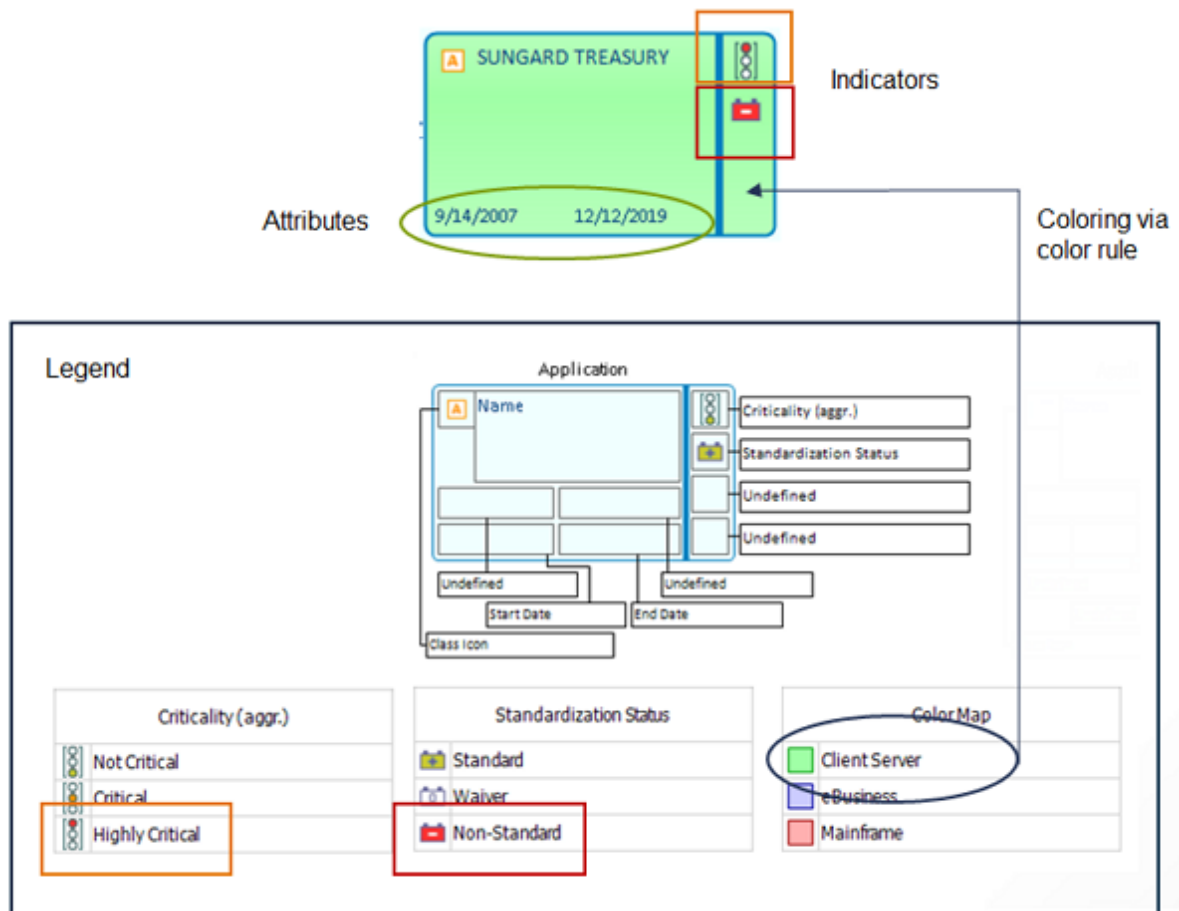 A SUNGARD TREASURY
Indicators
Attributes
9/14/2007 12/12/2019
Coloring via
color rule
Legend
Application
A Name
Criticality (aggr.)
Standardization Status
Undefined
Undefined
Undefined Undefined
Start Date End Date
Class Icon
Criticality (aggr.)
Not Critical
Critical
Highly Critical
Standardization Status
Standard
Waiver
Non-Standard
Color Map
Client Server
eBusiness
Mainframe